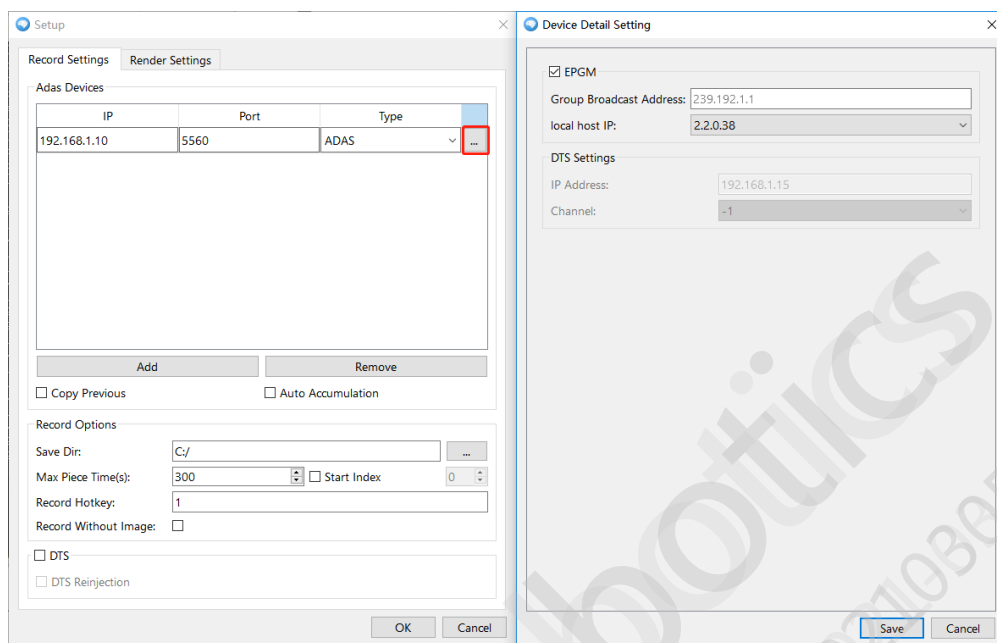 Setup
Record Settings Render Settings
Adas Devices
IP Port Type
192.168.1.10 5560 ADAS ...
Add Remove
Copy Previous Auto Accumulation
Record Options
Save Dir: C:/ ...
Max Piece Time(s): 300 Start Index 0
Record Hotkey: 1
Record Without Image:
DTS
DTS Reinjection
OK Cancel
Device Detail Setting
EPGM
Group Broadcast Address: 239.192.1.1
local host IP: 2.2.0.38
DTS Settings
IP Address: 192.168.1.15
Channel: -1
Save Cancel
botics